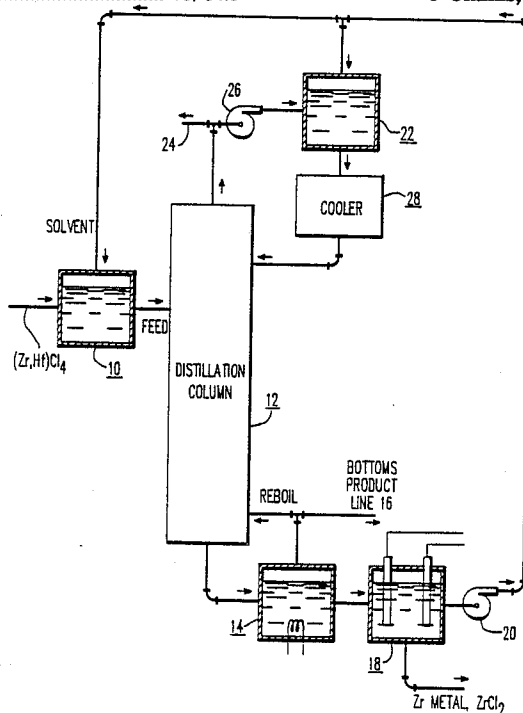 26
24
22
COOLER
28
SOLVENT
(Zr,Hf)Cl4
10
FEED
DISTILLATION
COLUMN
12
REBOIL
BOTTOMS
PRODUCT
LINE 16
14
18
20
Zr METAL, ZrCl2